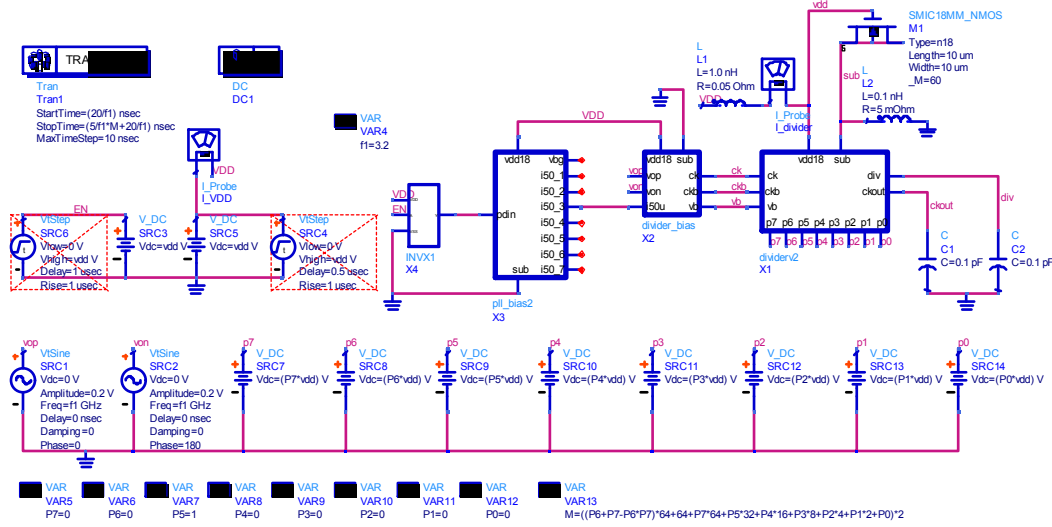 TRA
Tran
Tran1
StartTime=(20/f1) nsec
StopTime=(5/f1*M+20/f1) nsec
MaxTimeStep=10 nsec
DC
DC1
VAR
VAR4
f1=3.2
I_Probe
I_VDD
VDD
EN
VtStep
SRC6
Vlow=0 V
Vhigh=vdd V
Delay=1 usec
Rise=1 usec
V_DC
SRC3
Vdc=vdd V
V_DC
SRC5
Vdc=vdd V
VtStep
SRC4
Vlow=0 V
Vhigh=vdd V
Delay=0.5 usec
Rise=1 usec
VDD
EN
INVX1
X4
VDD
vdd18
pdin
sub
vbg
i50_1
i50_2
i50_3
i50_4
i50_5
i50_6
i50_7
pll_bias2
X3
vop
von
vdd18 sub
vop
von
i50u
ck
ckb
vb
divider_bias
X2
ck
ckb
vb
L
L1
L=1.0 nH
R=0.05 Ohm
VDD
I_Probe
I_divider
vdd
SMIC18MM_NMOS
M1
Type=n18
Length=10 um
Width=10 um
_M=60
sub
L
L2
L=0.1 nH
R=5 mOhm
vdd18 sub
ck
ckb
vb
div
ckout
p7 p6 p5 p4 p3 p2 p1 p0
p7 p6 p5 p4 p3 p2 p1 p0
dividerv2
X1
ckout
div
C
C1
C=0.1 pF
C
C2
C=0.1 pF
vop
VtSine
SRC1
Vdc=0 V
Amplitude=0.2 V
Freq=f1 GHz
Delay=0 nsec
Damping=0
Phase=0
von
VtSine
SRC2
Vdc=0 V
Amplitude=0.2 V
Freq=f1 GHz
Delay=0 nsec
Damping=0
Phase=180
p7
V_DC
SRC7
Vdc=(P7*vdd) V
p6
V_DC
SRC8
Vdc=(P6*vdd) V
p5
V_DC
SRC9
Vdc=(P5*vdd) V
p4
V_DC
SRC10
Vdc=(P4*vdd) V
p3
V_DC
SRC11
Vdc=(P3*vdd) V
p2
V_DC
SRC12
Vdc=(P2*vdd) V
p1
V_DC
SRC13
Vdc=(P1*vdd) V
p0
V_DC
SRC14
Vdc=(P0*vdd) V
VAR
VAR5
P7=0
VAR
VAR6
P6=0
VAR
VAR7
P5=1
VAR
VAR8
P4=0
VAR
VAR9
P3=0
VAR
VAR10
P2=0
VAR
VAR11
P1=0
VAR
VAR12
P0=0
VAR
VAR13
M=((P6+P7-P6*P7)*64+64+P7*64+P5*32+P4*16+P3*8+P2*4+P1*2+P0)*2